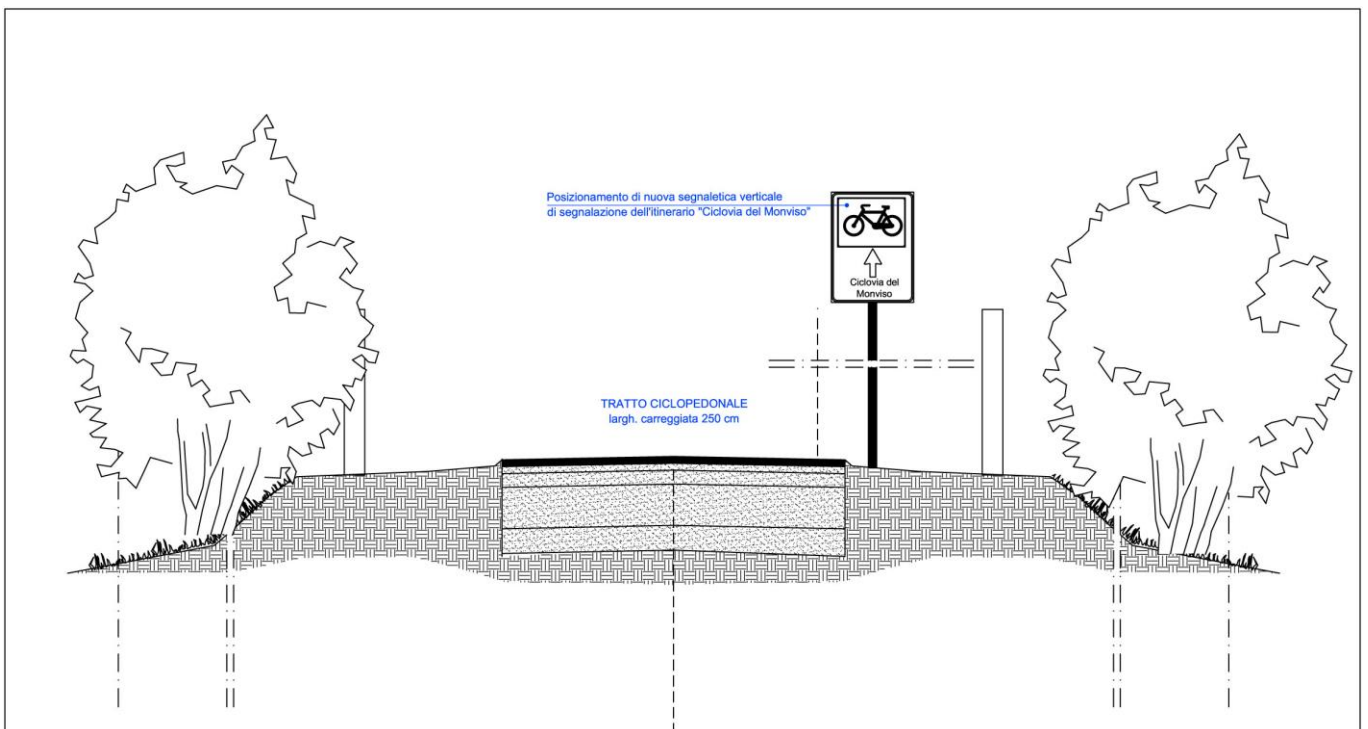 Posizionamento di nuova segnaletica verticale
di segnalazione dell'itinerario "Ciclovia del Monviso"
Ciclovia del
Monviso
TRATTO CICLOPEDONALE
largh. carreggiata 250 cm